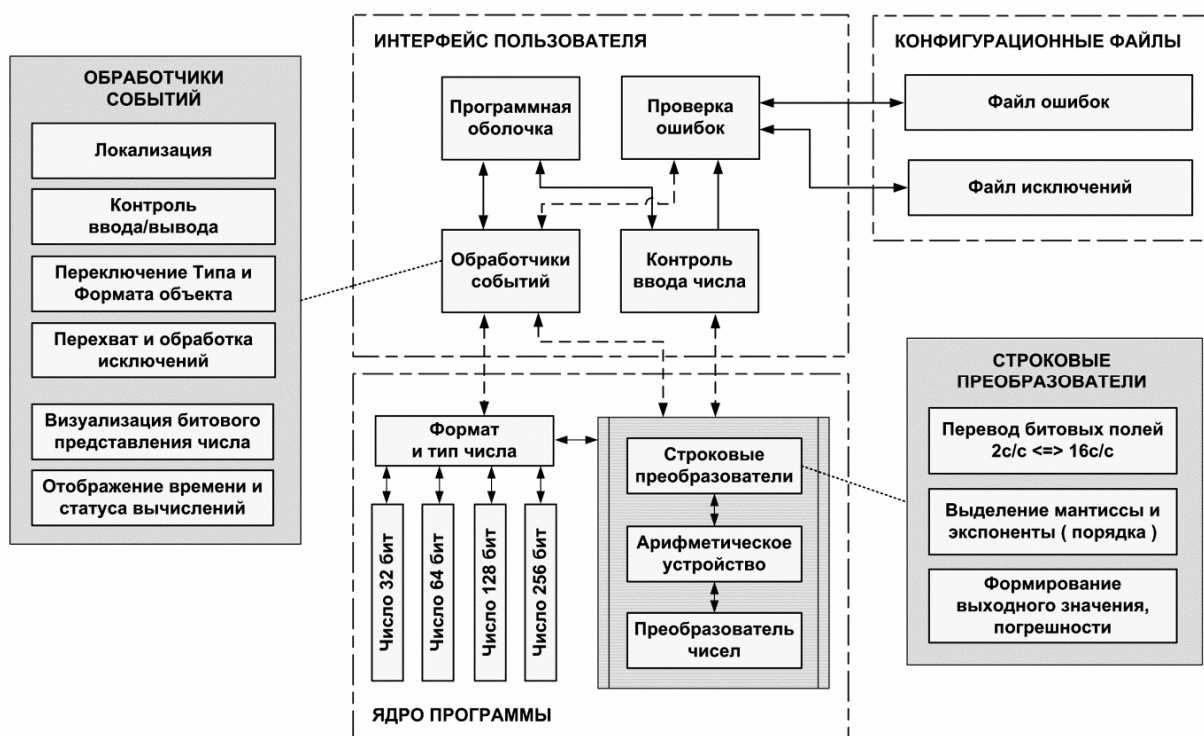 ОБРАБОТЧИКИ
СОБЫТИЙ
Локализация
Контроль
ввода/вывода
Переключение Типа и
Формата объекта
Перехват и обработка
исключений
Визуализация битового
представления числа
Отображение времени и
статуса вычислений
ИНТЕРФЕЙС ПОЛЬЗОВАТЕЛЯ
Программная
оболочка
Проверка
ошибок
Обработчики
событий
Контроль
ввода числа
КОНФИГУРАЦИОННЫЕ ФАЙЛЫ
Файл ошибок
Файл исключений
Формат
и тип числа
Число 32 бит
Число 64 бит
Число 128 бит
Число 256 бит
Строковые
преобразователи
Арифметическое
устройство
Преобразователь
чисел
ЯДРО ПРОГРАММЫ
СТРОКОВЫЕ
ПРЕОБРАЗОВАТЕЛИ
Перевод битовых полей
2с/с <=> 16с/с
Выделение мантиссы и
экспоненты ( порядка )
Формирование
выходного значения,
погрешности